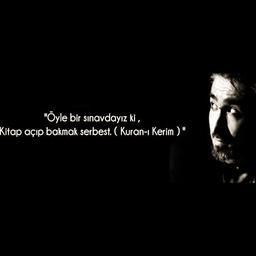 "Öyle bir sınavdayız ki ,
Kitap açıp bakmak serbest. ( Kuran-ı Kerim ) "